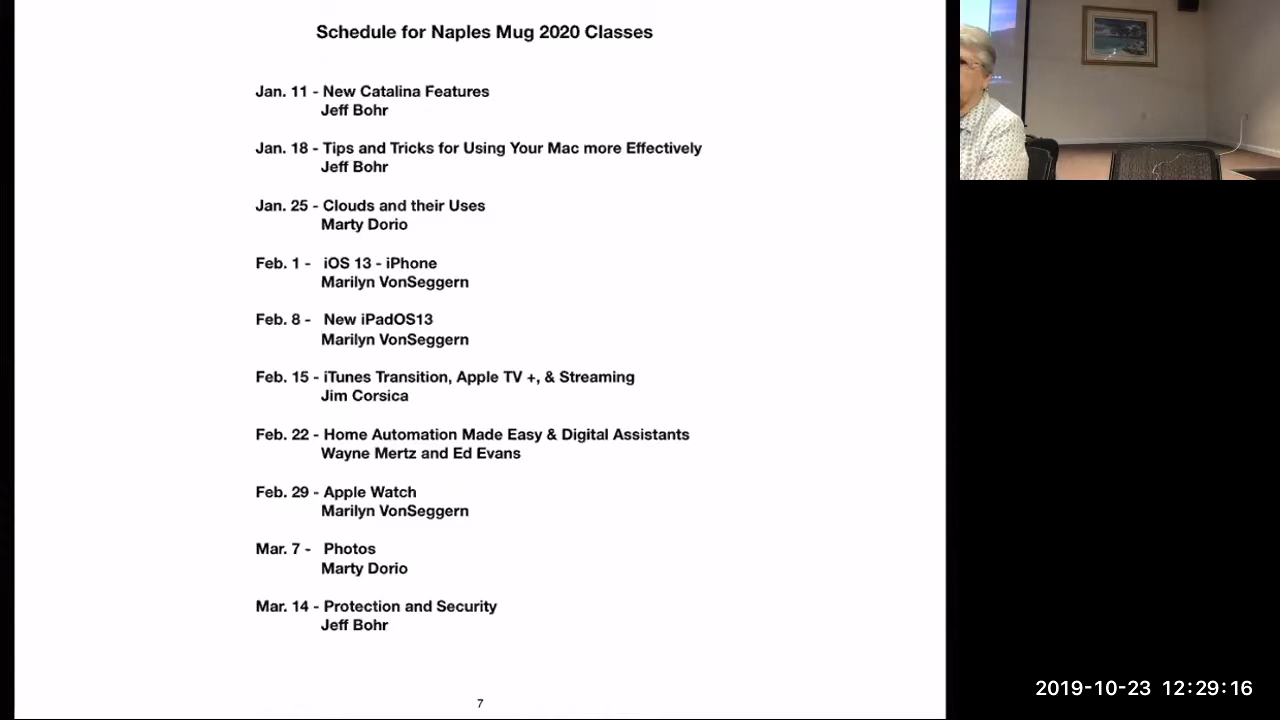 Schedule for Naples Mug 2020 Classes
Jan. 11 - New Catalina Features
Jeff Bohr
Jan. 18 - Tips and Tricks for Using Your Mac more Effectively
Jeff Bohr
Jan. 25 - Clouds and their Uses
Marty Dorio
Feb. 1 - iOS 13 - iPhone
Marilyn VonSeggern
Feb. 8 - New iPadOS13
Marilyn VonSeggern
Feb. 15 - iTunes Transition, Apple TV +, & Streaming
Jim Corsica
Feb. 22 - Home Automation Made Easy & Digital Assistants
Wayne Mertz and Ed Evans
Feb. 29 - Apple Watch
Marilyn VonSeggern
Mar. 7 - Photos
Marty Dorio
Mar. 14 - Protection and Security
Jeff Bohr
7
2019-10-23 12:29:16